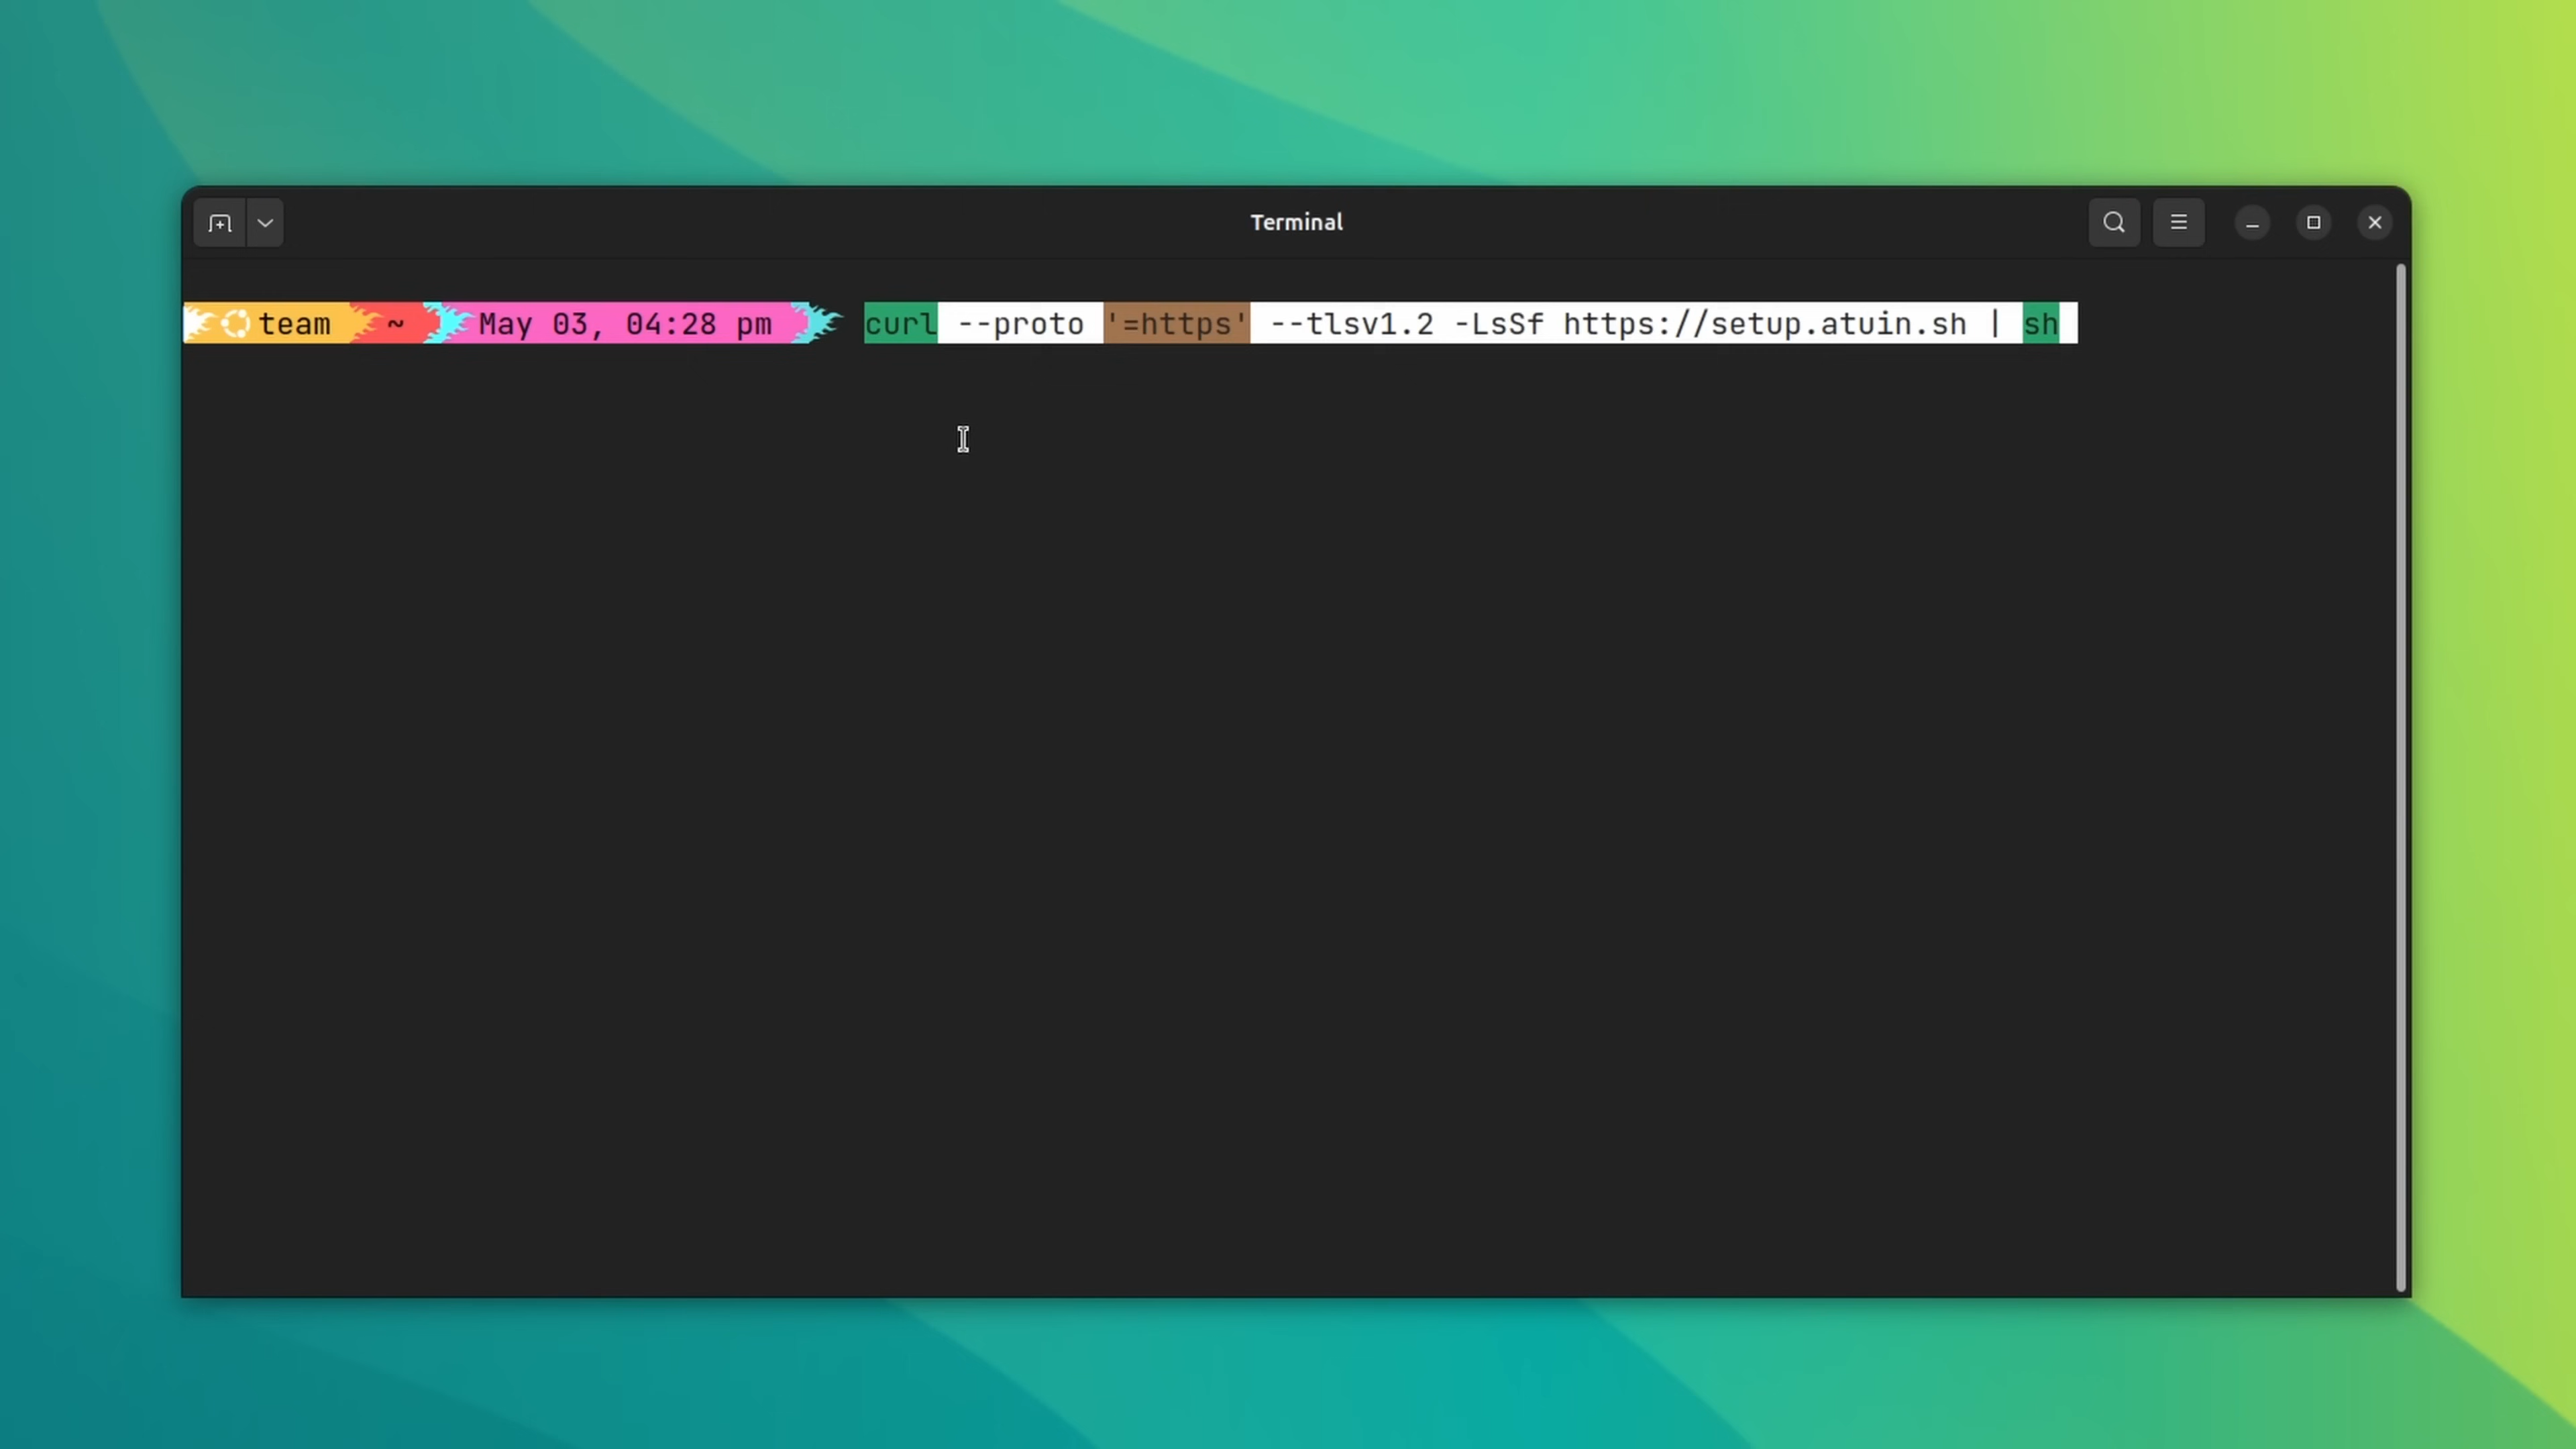 Terminal
team ~ May 03, 04:28 pm curl --proto '=https' --tlsv1.2 -LsSf https://setup.atuin.sh | sh